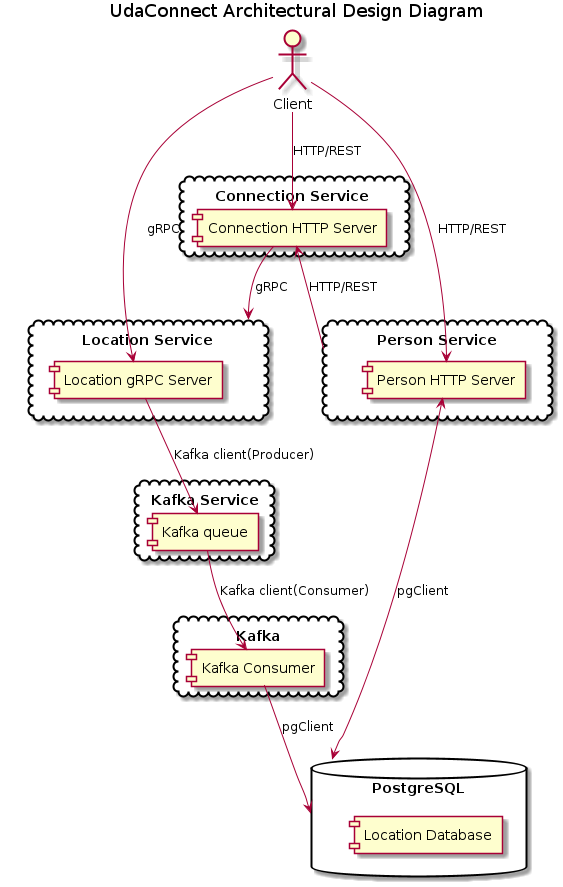 UdaConnect Architectural Design Diagram
Client
HTTP/REST
Connection Service
gRPC
Connection HTTP Server
HTTP/REST
gRPC
HTTP/REST
Location Service
Person Service
Location gRPC Server
Person HTTP Server
Kafka client(Producer)
Kafka Service
Kafka queue
Kafka client(Consumer)
pgClient
Kafka
Kafka Consumer
pgClient
PostgreSQL
Location Database